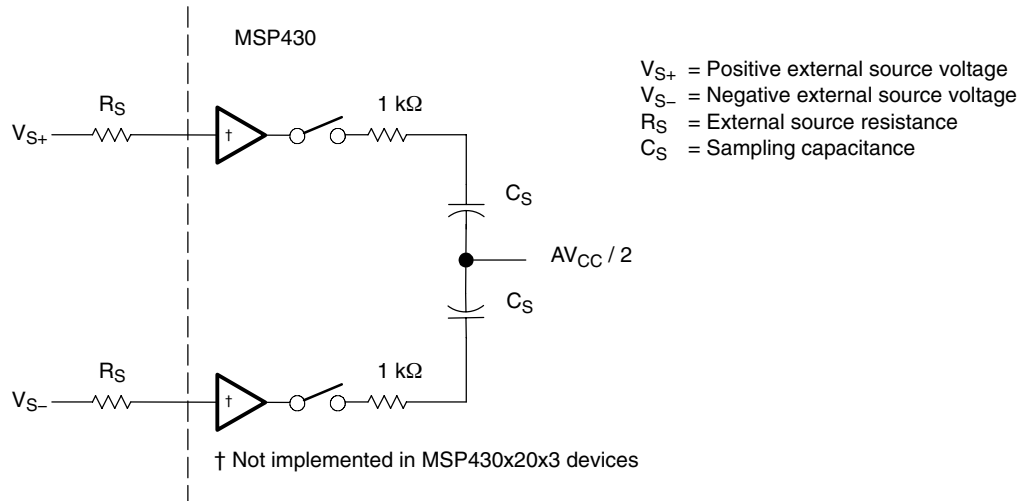 MSP430
V_S+ = Positive external source voltage
V_S− = Negative external source voltage
R_S = External source resistance
C_S = Sampling capacitance
R_S
1 kΩ
V_S+
†
C_S
AV_CC / 2
C_S
R_S
1 kΩ
V_S−
†
† Not implemented in MSP430x20x3 devices